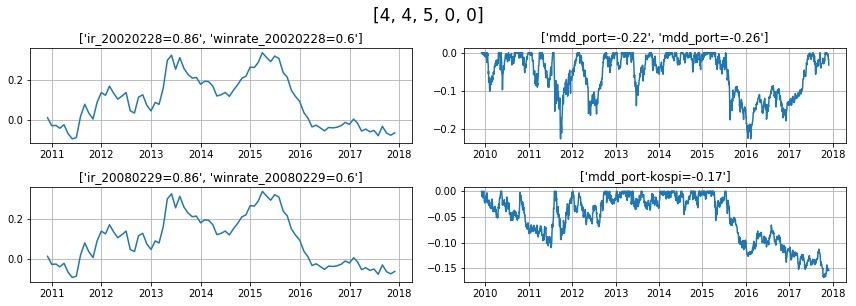 [4, 4, 5, 0, 0]
['ir_20020228=0.86', 'winrate_20020228=0.6']
0.2
0.0
2011 2012 2013 2014 2015 2016 2017 2018
['mdd_port=-0.22', 'mdd_port=-0.26']
0.0
−0.1
−0.2
2010 2011 2012 2013 2014 2015 2016 2017 2018
['ir_20080229=0.86', 'winrate_20080229=0.6']
0.2
0.0
2011 2012 2013 2014 2015 2016 2017 2018
['mdd_port-kospi=-0.17']
0.00
−0.05
−0.10
−0.15
2010 2011 2012 2013 2014 2015 2016 2017 2018